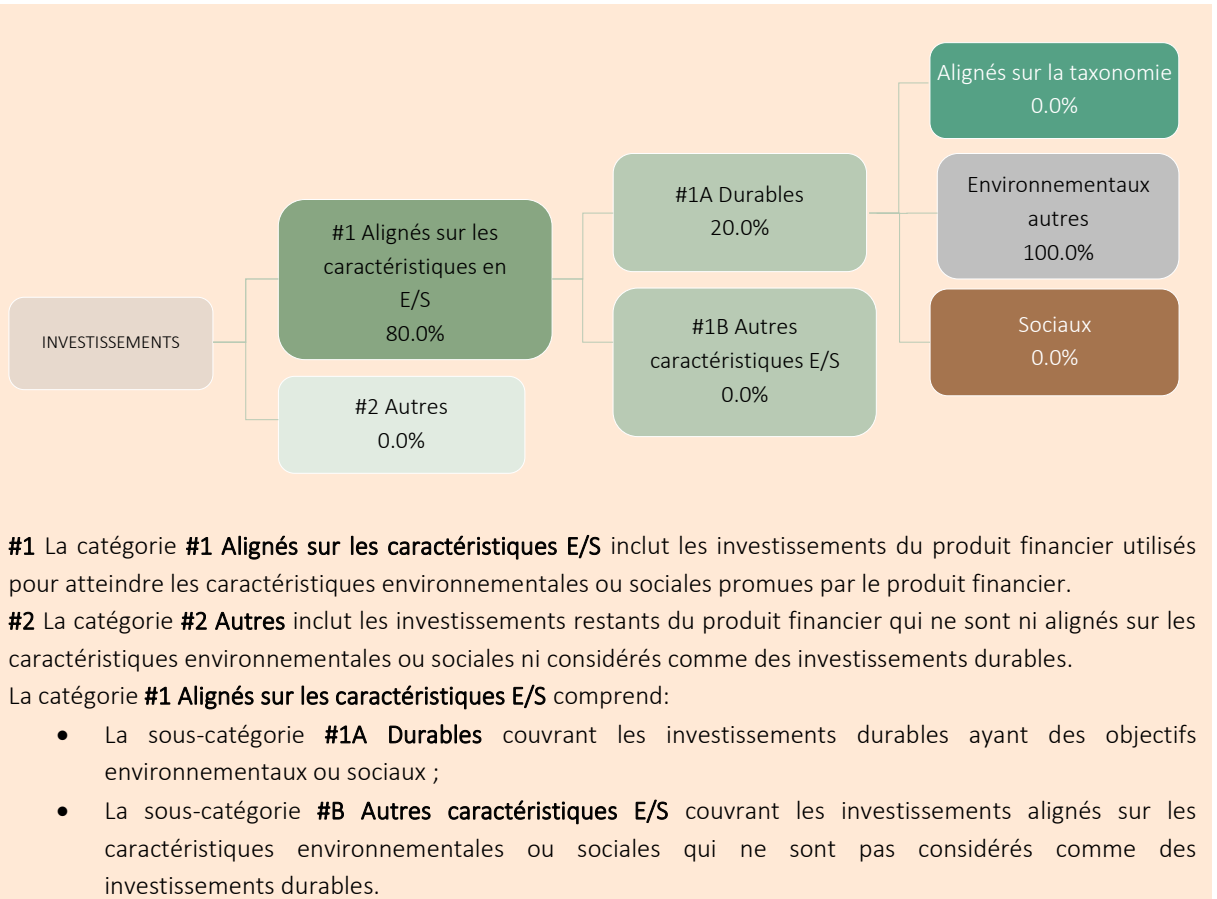 INVESTISSEMENTS
#1 Alignés sur les
caractéristiques en
E/S
80.0%
#2 Autres
0.0%
#1A Durables
20.0%
#1B Autres
caractéristiques E/S
0.0%
Alignés sur la taxonomie
0.0%
Environnementaux
autres
100.0%
Sociaux
0.0%
#1 La catégorie #1 Alignés sur les caractéristiques E/S inclut les investissements du produit financier utilisés
pour atteindre les caractéristiques environnementales ou sociales promues par le produit financier.
#2 La catégorie #2 Autres inclut les investissements restants du produit financier qui ne sont ni alignés sur les
caractéristiques environnementales ou sociales ni considérés comme des investissements durables.
La catégorie #1 Alignés sur les caractéristiques E/S comprend:
• La sous-catégorie #1A Durables couvrant les investissements durables ayant des objectifs
environnementaux ou sociaux ;
• La sous-catégorie #B Autres caractéristiques E/S couvrant les investissements alignés sur les
caractéristiques environnementales ou sociales qui ne sont pas considérés comme des
investissements durables.